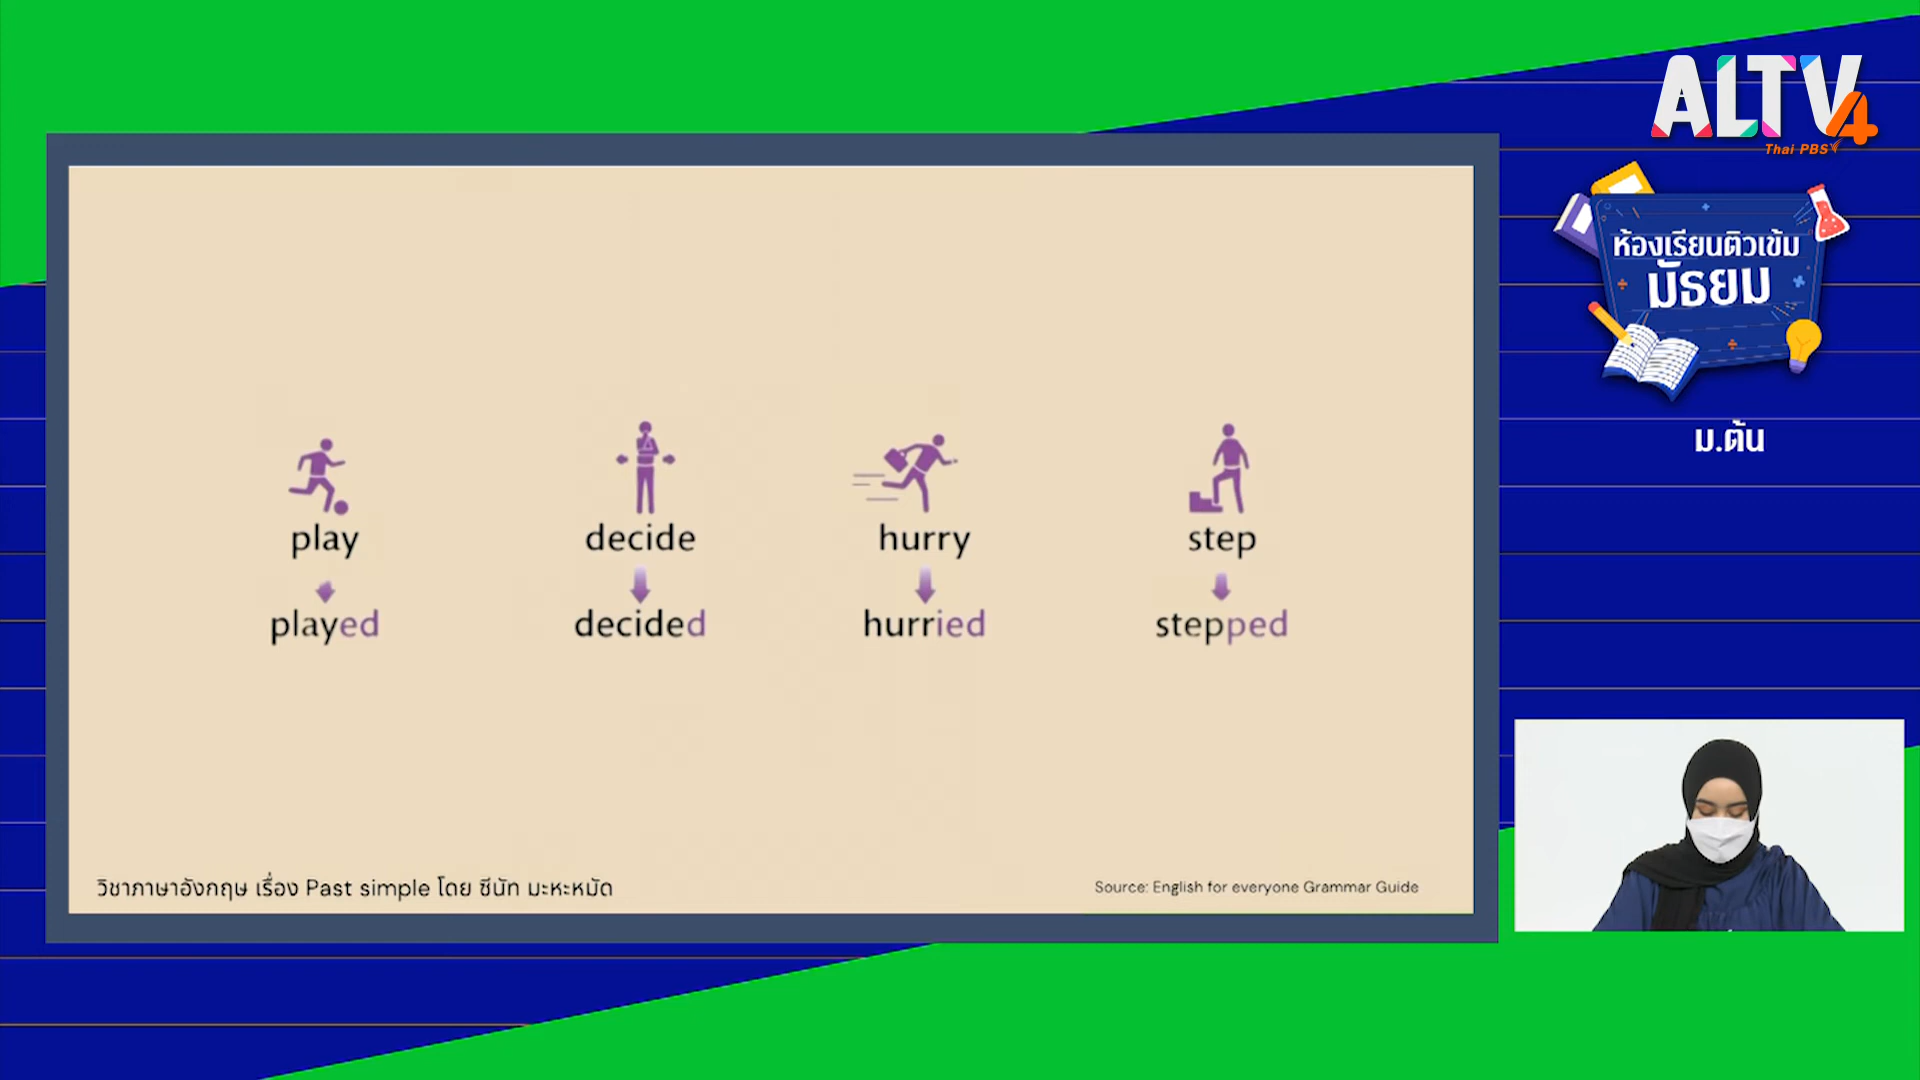 ALTV4
Thai PBS
ห้องเรียนติวเข้ม
มัธยม
ม.ต้น
play
decide
hurry
step
played
decided
hurried
stepped
วิชาภาษาอังกฤษ เรื่อง Past simple โดย ซีนัท มะหะหมัด
Source: English for everyone Grammar Guide